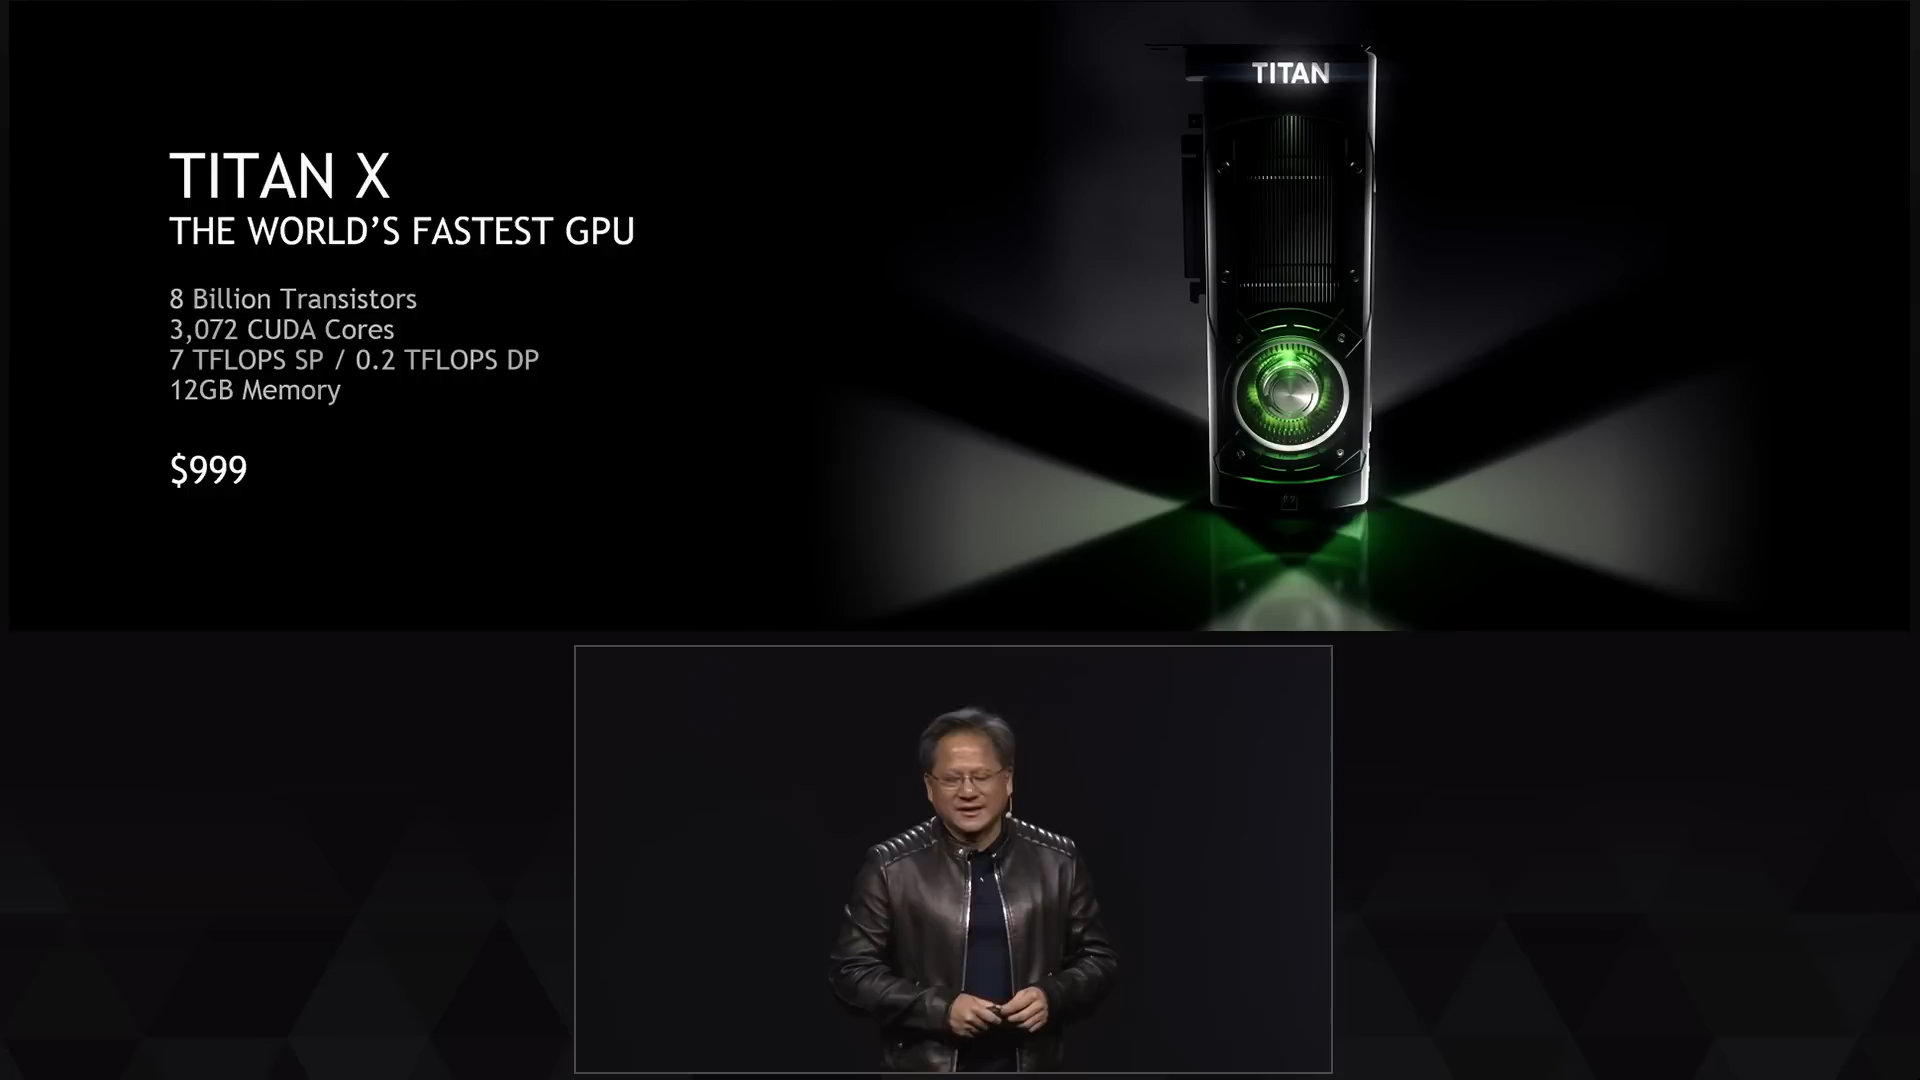 TITAN
TITAN X
THE WORLD’S FASTEST GPU
8 Billion Transistors
3,072 CUDA Cores
7 TFLOPS SP / 0.2 TFLOPS DP
12GB Memory
$999